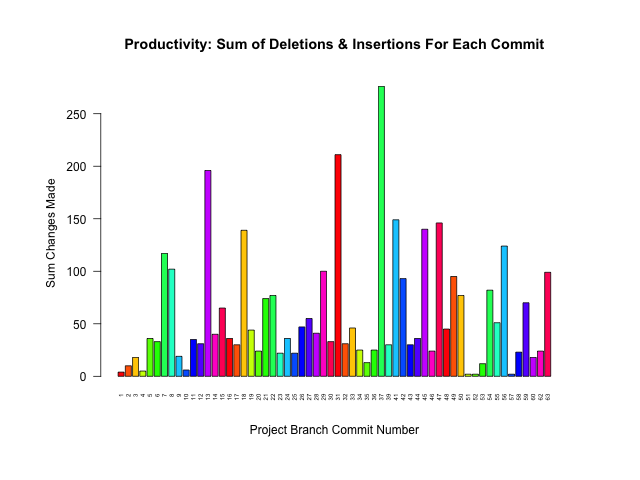 Productivity: Sum of Deletions & Insertions For Each Commit
Sum Changes Made
250
200
150
100
50
0
1 2 3 4 5 6 7 8 9 10 11 12 13 14 15 16 17 18 19 20 21 22 23 24 25 26 27 28 29 30 31 32 33 34 35 36 37 39 41 42 43 44 45 46 47 48 49 50 51 52 53 54 55 56 57 58 59 60 62 63
Project Branch Commit Number